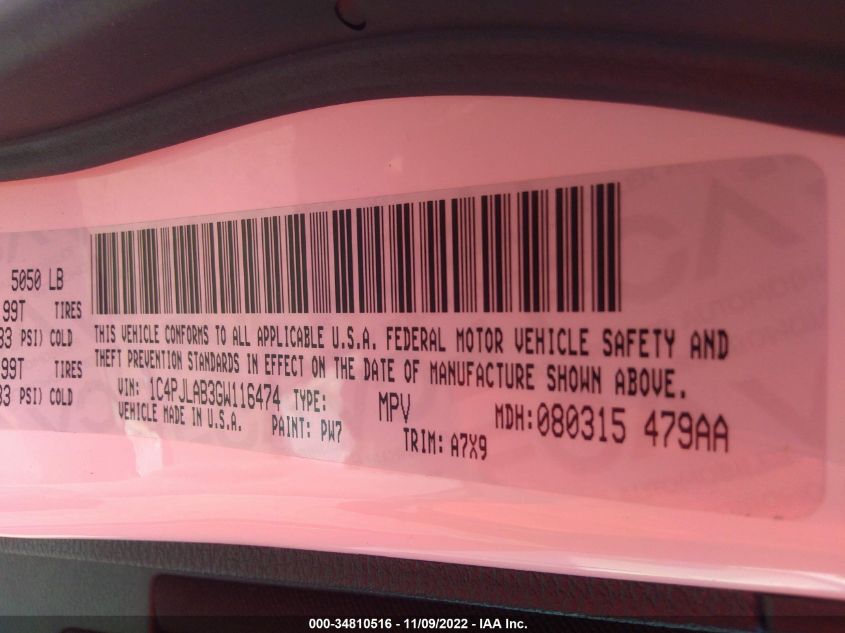 5050 LB
99T TIRES
33 PSI) COLD
99T TIRES
33 PSI) COLD
THIS VEHICLE CONFORMS TO ALL APPLICABLE U.S.A. FEDERAL MOTOR VEHICLE SAFETY AND
THEFT PREVENTION STANDARDS IN EFFECT ON THE DATE OF MANUFACTURE SHOWN ABOVE.
VIN: 1C4PJLAB3GW116474 TYPE: MPV MDH:080315 479AA
VEHICLE MADE IN U.S.A. PAINT: PW7 TRIM: A7X9
000-34810516 - 11/09/2022 - IAA Inc.